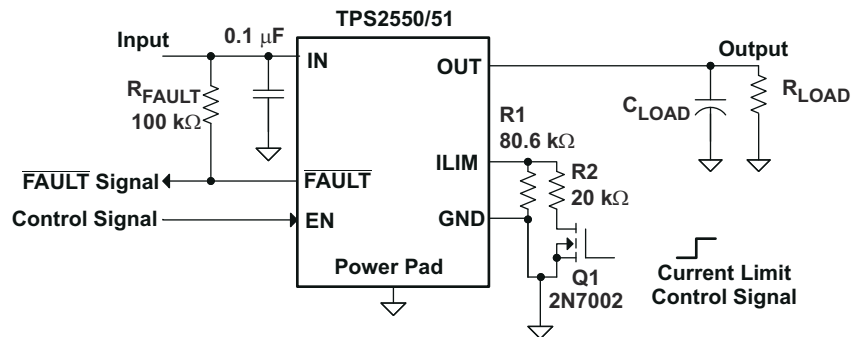 TPS2550/51
Input
0.1 μF
IN
OUT
Output
R_FAULT
100 kΩ
C_LOAD
R_LOAD
R1
80.6 kΩ
ILIM
R2
20 kΩ
FAULT Signal
FAULT
Control Signal
EN
GND
Power Pad
Q1
2N7002
Current Limit
Control Signal